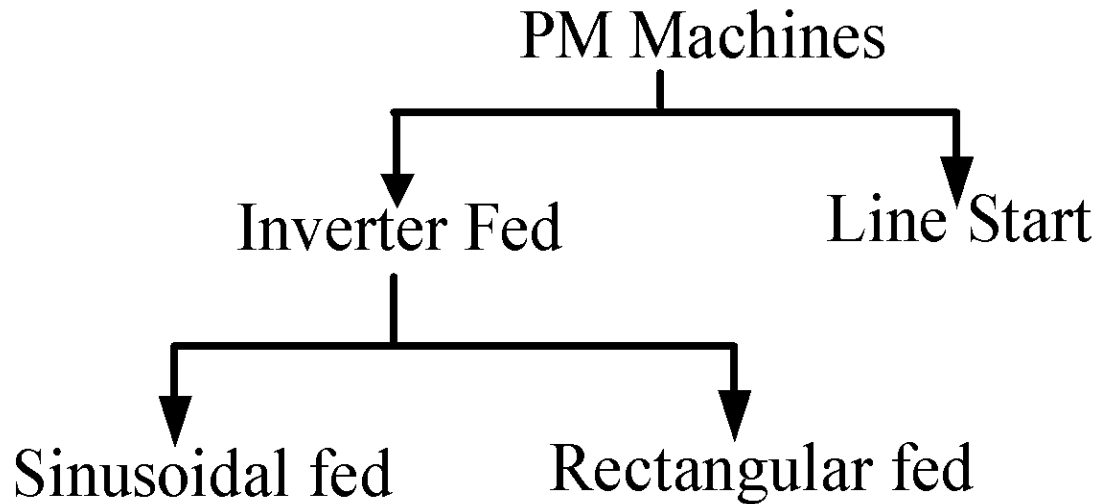 PM Machines
Inverter Fed
Line Start
Sinusoidal fed
Rectangular fed